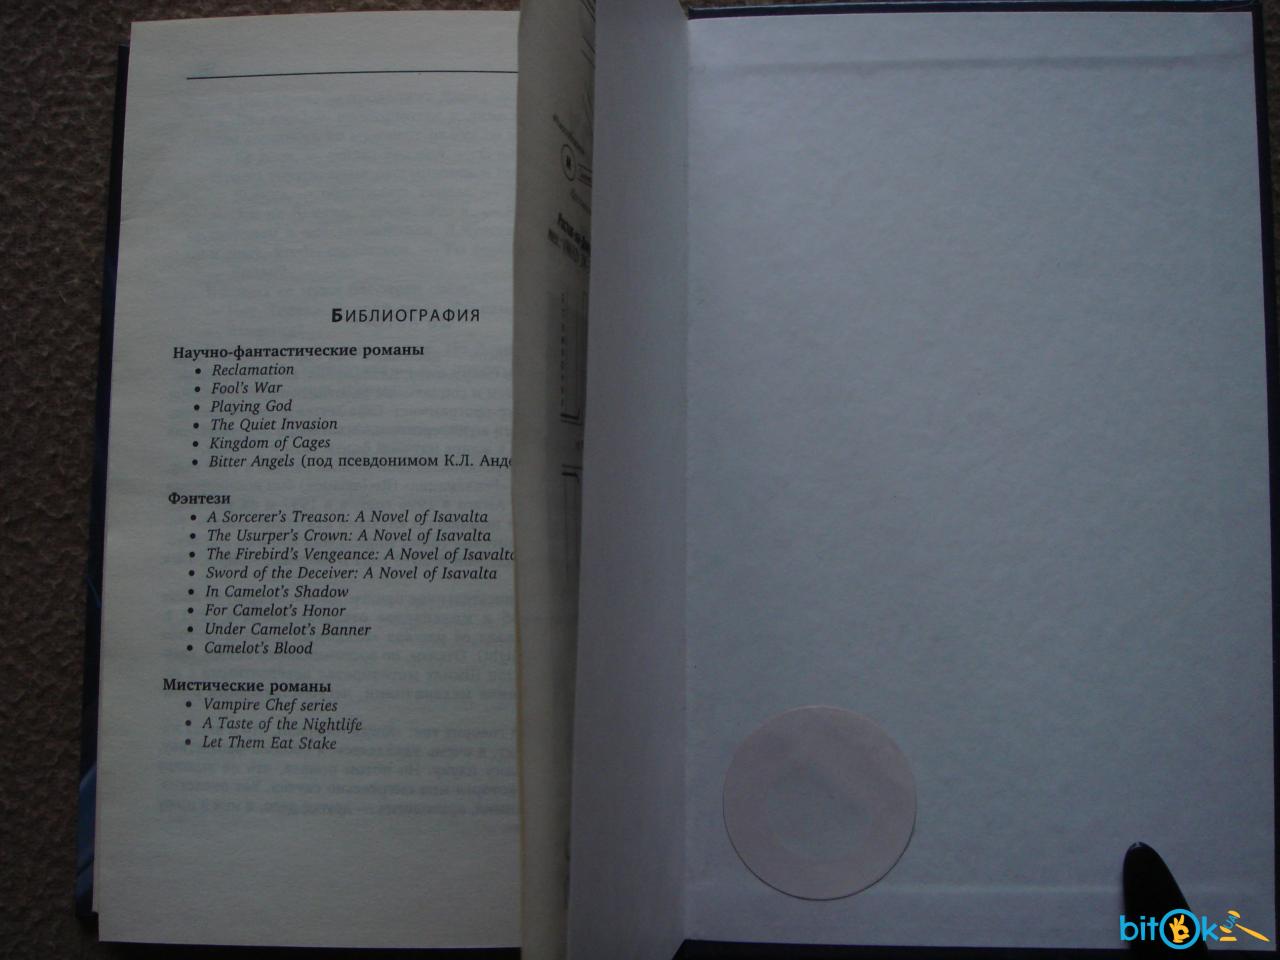 Библиография
Научно-фантастические романы
• Reclamation
• Fool's War
• Playing God
• The Quiet Invasion
• Kingdom of Cages
• Bitter Angels (под псевдонимом К.Л.
Фэнтези
• A Sorcerer's Treason: A Novel of Isavalta
• The Usurper's Crown: A Novel of Isavalta
• The Firebird's Vengeance: A Novel of Isavalta
• Sword of the Deceiver: A Novel of Isavalta
• In Camelot's Shadow
• For Camelot's Honor
• Under Camelot's Banner
• Camelot's Blood
Мистические романы
• Vampire Chef series
• A Taste of the Nightlife
• Let Them Eat Stake
bitOk UA